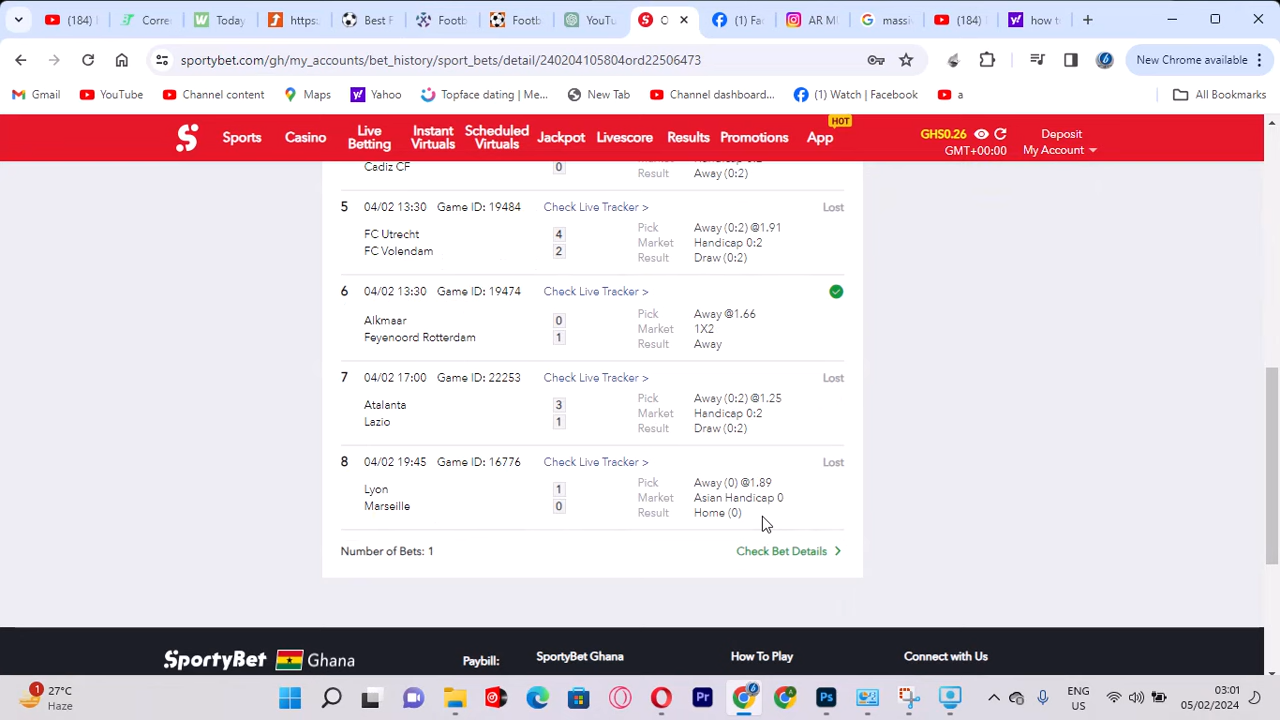 (184) I
Corre
Today
https:
Best F
Footb
Footb
YouTu
O
(1) Fa
AR MI
massi
(184)
how t
sportybet.com/gh/my_accounts/bet_history/sport_bets/detail/240204105804ord22506473
New Chrome available
Gmail
YouTube
Channel content
Maps
Yahoo
Topface dating | Me...
New Tab
Channel dashboard...
(1) Watch | Facebook
a
All Bookmarks
Sports
Casino
Live
Betting
Instant
Virtuals
Scheduled
Virtuals
Jackpot
Livescore
Results
Promotions
App
HOT
GHS0.26
GMT+00:00
Deposit
My Account
Cadiz CF 0
Result Away (0:2)
5 04/02 13:30 Game ID: 19484 Check Live Tracker > Lost
FC Utrecht 4
FC Volendam 2
Pick Away (0:2) @1.91
Market Handicap 0:2
Result Draw (0:2)
6 04/02 13:30 Game ID: 19474 Check Live Tracker >
Alkmaar 0
Feyenoord Rotterdam 1
Pick Away @1.66
Market 1X2
Result Away
7 04/02 17:00 Game ID: 22253 Check Live Tracker > Lost
Atalanta 3
Lazio 1
Pick Away (0:2) @1.25
Market Handicap 0:2
Result Draw (0:2)
8 04/02 19:45 Game ID: 16776 Check Live Tracker > Lost
Lyon 1
Marseille 0
Pick Away (0) @1.89
Market Asian Handicap 0
Result Home (0)
Number of Bets: 1 Check Bet Details >
SportyBet Ghana
Paybill:
SportyBet Ghana
How To Play
Connect with Us
1
27°C
Haze
ENG
US
03:01
05/02/2024